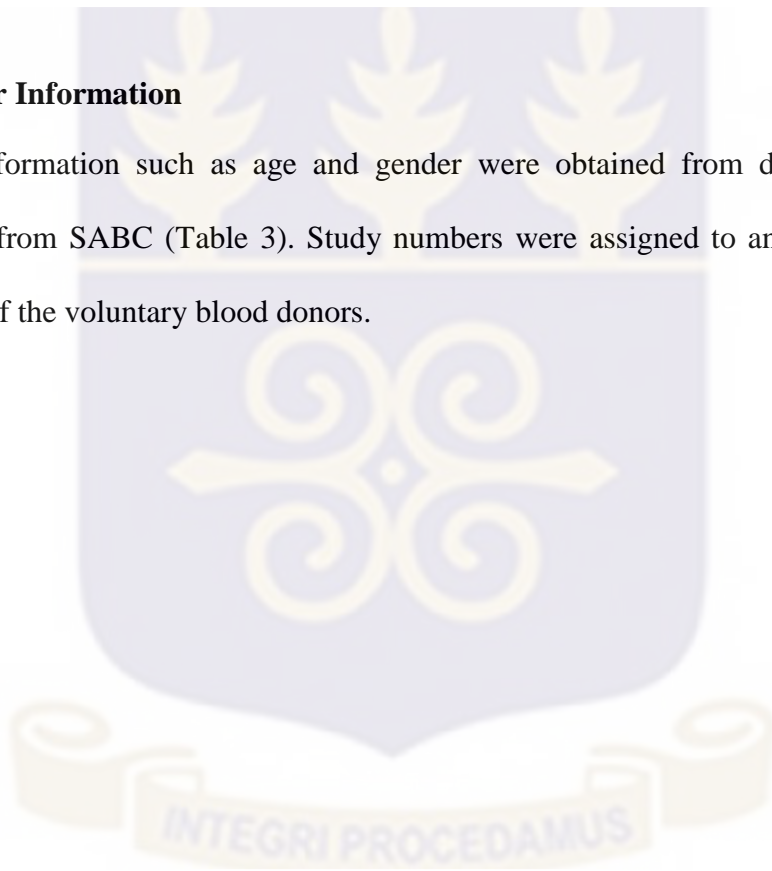 r Information
formation such as age and gender were obtained from d
from SABC (Table 3). Study numbers were assigned to an
f the voluntary blood donors.
INTEGRI PROCEDAMUS